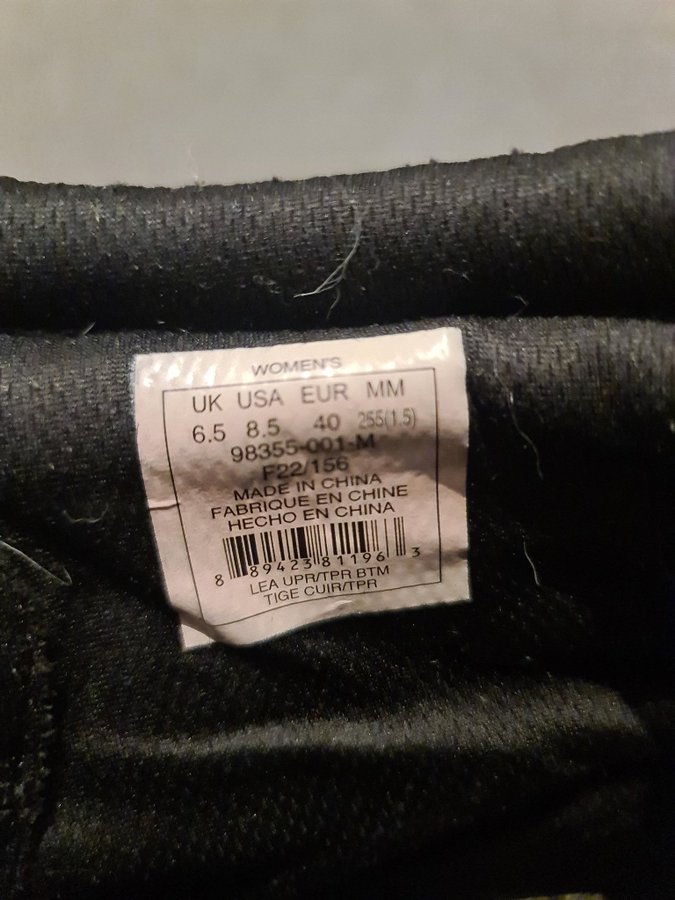 WOMEN'S
UK USA EUR MM
6.5 8.5 40 255(1.5)
98355-001-M
F22/156
MADE IN CHINA
FABRIQUE EN CHINE
HECHO EN CHINA
8 89423 81196 3
LEA UPR/TPR BTM
TIGE CUIR/TPR